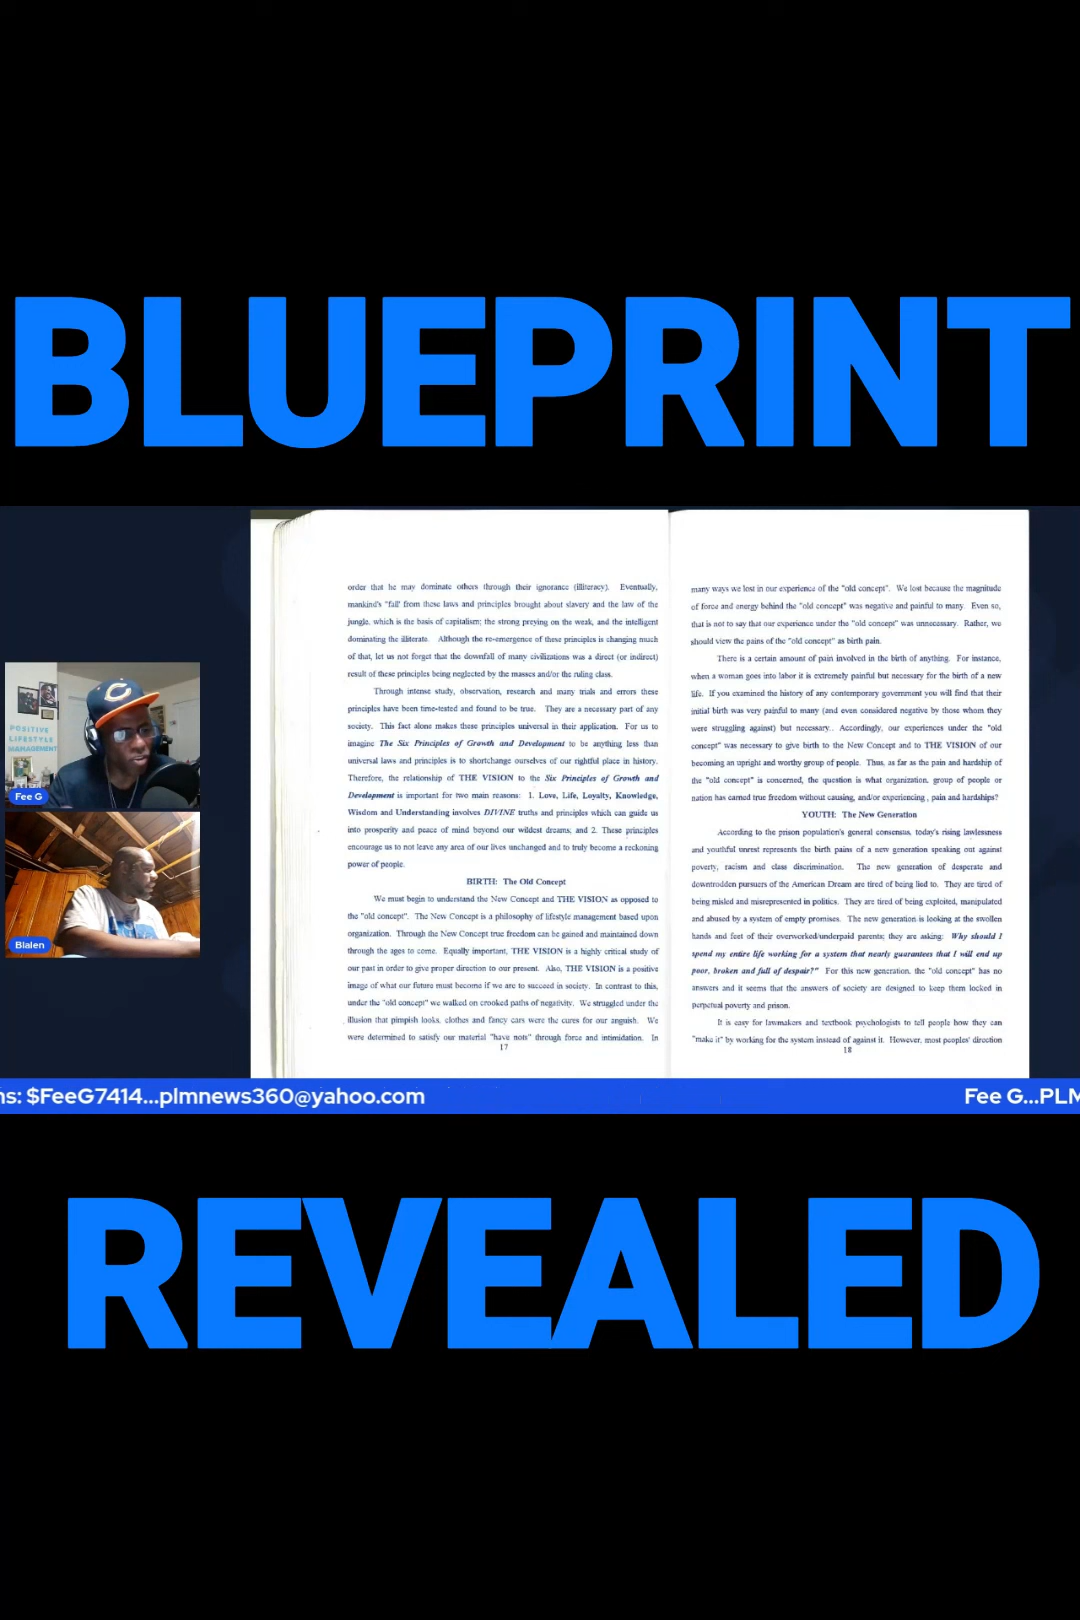 BLUEPRINT
order that he may dominate others through their ignorance (illiteracy). Eventually,
mankind's "fall' from these laws and principles brought about slavery and the law of the
jungle, which is the basis of capitalism; the strong preying on the weak, and the intelligent
dominating the illiterate. Although the re-emergence of these principles is changing much
of that, let us not forget that the downfall of many civilizations was a direct (or indirect)
result of these principles being neglected by the masses and/or the ruling class.
Through intense study, observation, research and many trials and errors these
principles have been time-tested and found to be true. They are a necessary part of any
society. This fact alone makes these principles universal in their application. For us to
imagine The Six Principles of Growth and Development to be anything less than
universal laws and principles is to shortchange ourselves of our rightful place in history.
Therefore, the relationship of THE VISION to the Six Principles of Growth and
Development is important for two main reasons: 1. Love, Life, Loyalty, Knowledge,
Wisdom and Understanding involves DIVINE truths and principles which can guide us
into prosperity and peace of mind beyond our wildest dreams; and 2. These principles
encourage us to not leave any area of our lives unchanged and to truly become a reckoning
power of people.
BIRTH: The Old Concept
We must begin to understand the New Concept and THE VISION as opposed to
the "old concept". The New Concept is a philosophy of lifestyle management based upon
organization. Through the New Concept true freedom can be gained and maintained down
through the ages to come. Equally important, THE VISION is a highly critical study of
our past in order to give proper direction to our present. Also, THE VISION is a positive
image of what our future must become if we are to succeed in society. In contrast to this,
under the "old concept" we walked on crooked paths of negativity. We struggled under the
illusion that pimpish looks, clothes and fancy cars were the cures for our anguish. We
were determined to satisfy our material "have nots" through force and intimidation. In
17
many ways we lost in our experience of the "old concept". We lost because the magnitude
of force and energy behind the "old concept" was negative and painful to many. Even so,
that is not to say that our experience under the "old concept" was unnecessary. Rather, we
should view the pains of the "old concept" as birth pain.
There is a certain amount of pain involved in the birth of anything. For instance,
when a woman goes into labor it is extremely painful but necessary for the birth of a new
life. If you examined the history of any contemporary government you will find that their
initial birth was very painful to many (and even considered negative by those whom they
were struggling against) but necessary.. Accordingly, our experiences under the "old
concept" was necessary to give birth to the New Concept and to THE VISION of our
becoming an upright and worthy group of people. Thus, as far as the pain and hardship of
the "old concept" is concerned, the question is what organization, group of people or
nation has earned true freedom without causing, and/or experiencing , pain and hardships?
YOUTH: The New Generation
According to the prison population's general consensus, today's rising lawlessness
and youthful unrest represents the birth pains of a new generation speaking out against
poverty, racism and class discrimination. The new generation of desperate and
downtrodden pursuers of the American Dream are tired of being lied to. They are tired of
being misled and misrepresented in politics. They are tired of being exploited, manipulated
and abused by a system of empty promises. The new generation is looking at the swollen
hands and feet of their overworked/underpaid parents; they are asking: Why should I
spend my entire life working for a system that nearly guarantees that I will end up
poor, broken and full of despair?" For this new generation, the "old concept" has no
answers and it seems that the answers of society are designed to keep them locked in
perpetual poverty and prison.
It is easy for lawmakers and textbook psychologists to tell people how they can
"make it" by working for the system instead of against it. However, most peoples' direction
18
POSITIVE
LIFESTYLE
MANAGEMENT
Fee G
Blalen
ns: $FeeG7414...plmnews360@yahoo.com
Fee G...PLM
REVEALED